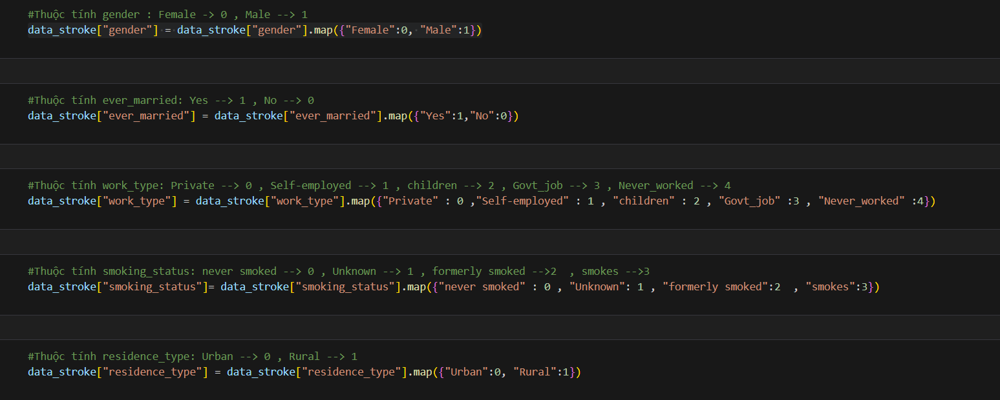 #Thuộc tính gender : Female -> 0 , Male --> 1
data_stroke["gender"] = data_stroke["gender"].map({"Female":0, "Male":1})
#Thuộc tính ever_married: Yes --> 1 , No --> 0
data_stroke["ever_married"] = data_stroke["ever_married"].map({"Yes":1,"No":0})
#Thuộc tính work_type: Private --> 0 , Self-employed --> 1 , children --> 2 , Govt_job --> 3 , Never_worked --> 4
data_stroke["work_type"] = data_stroke["work_type"].map({"Private" : 0 ,"Self-employed" : 1 , "children" : 2 , "Govt_job" :3 , "Never_worked" :4})
#Thuộc tính smoking_status: never smoked --> 0 , Unknown --> 1 , formerly smoked -->2  , smokes -->3
data_stroke["smoking_status"]= data_stroke["smoking_status"].map({"never smoked" : 0 , "Unknown": 1 , "formerly smoked":2  , "smokes":3})
#Thuộc tính residence_type: Urban --> 0 , Rural --> 1
data_stroke["residence_type"] = data_stroke["residence_type"].map({"Urban":0, "Rural":1})